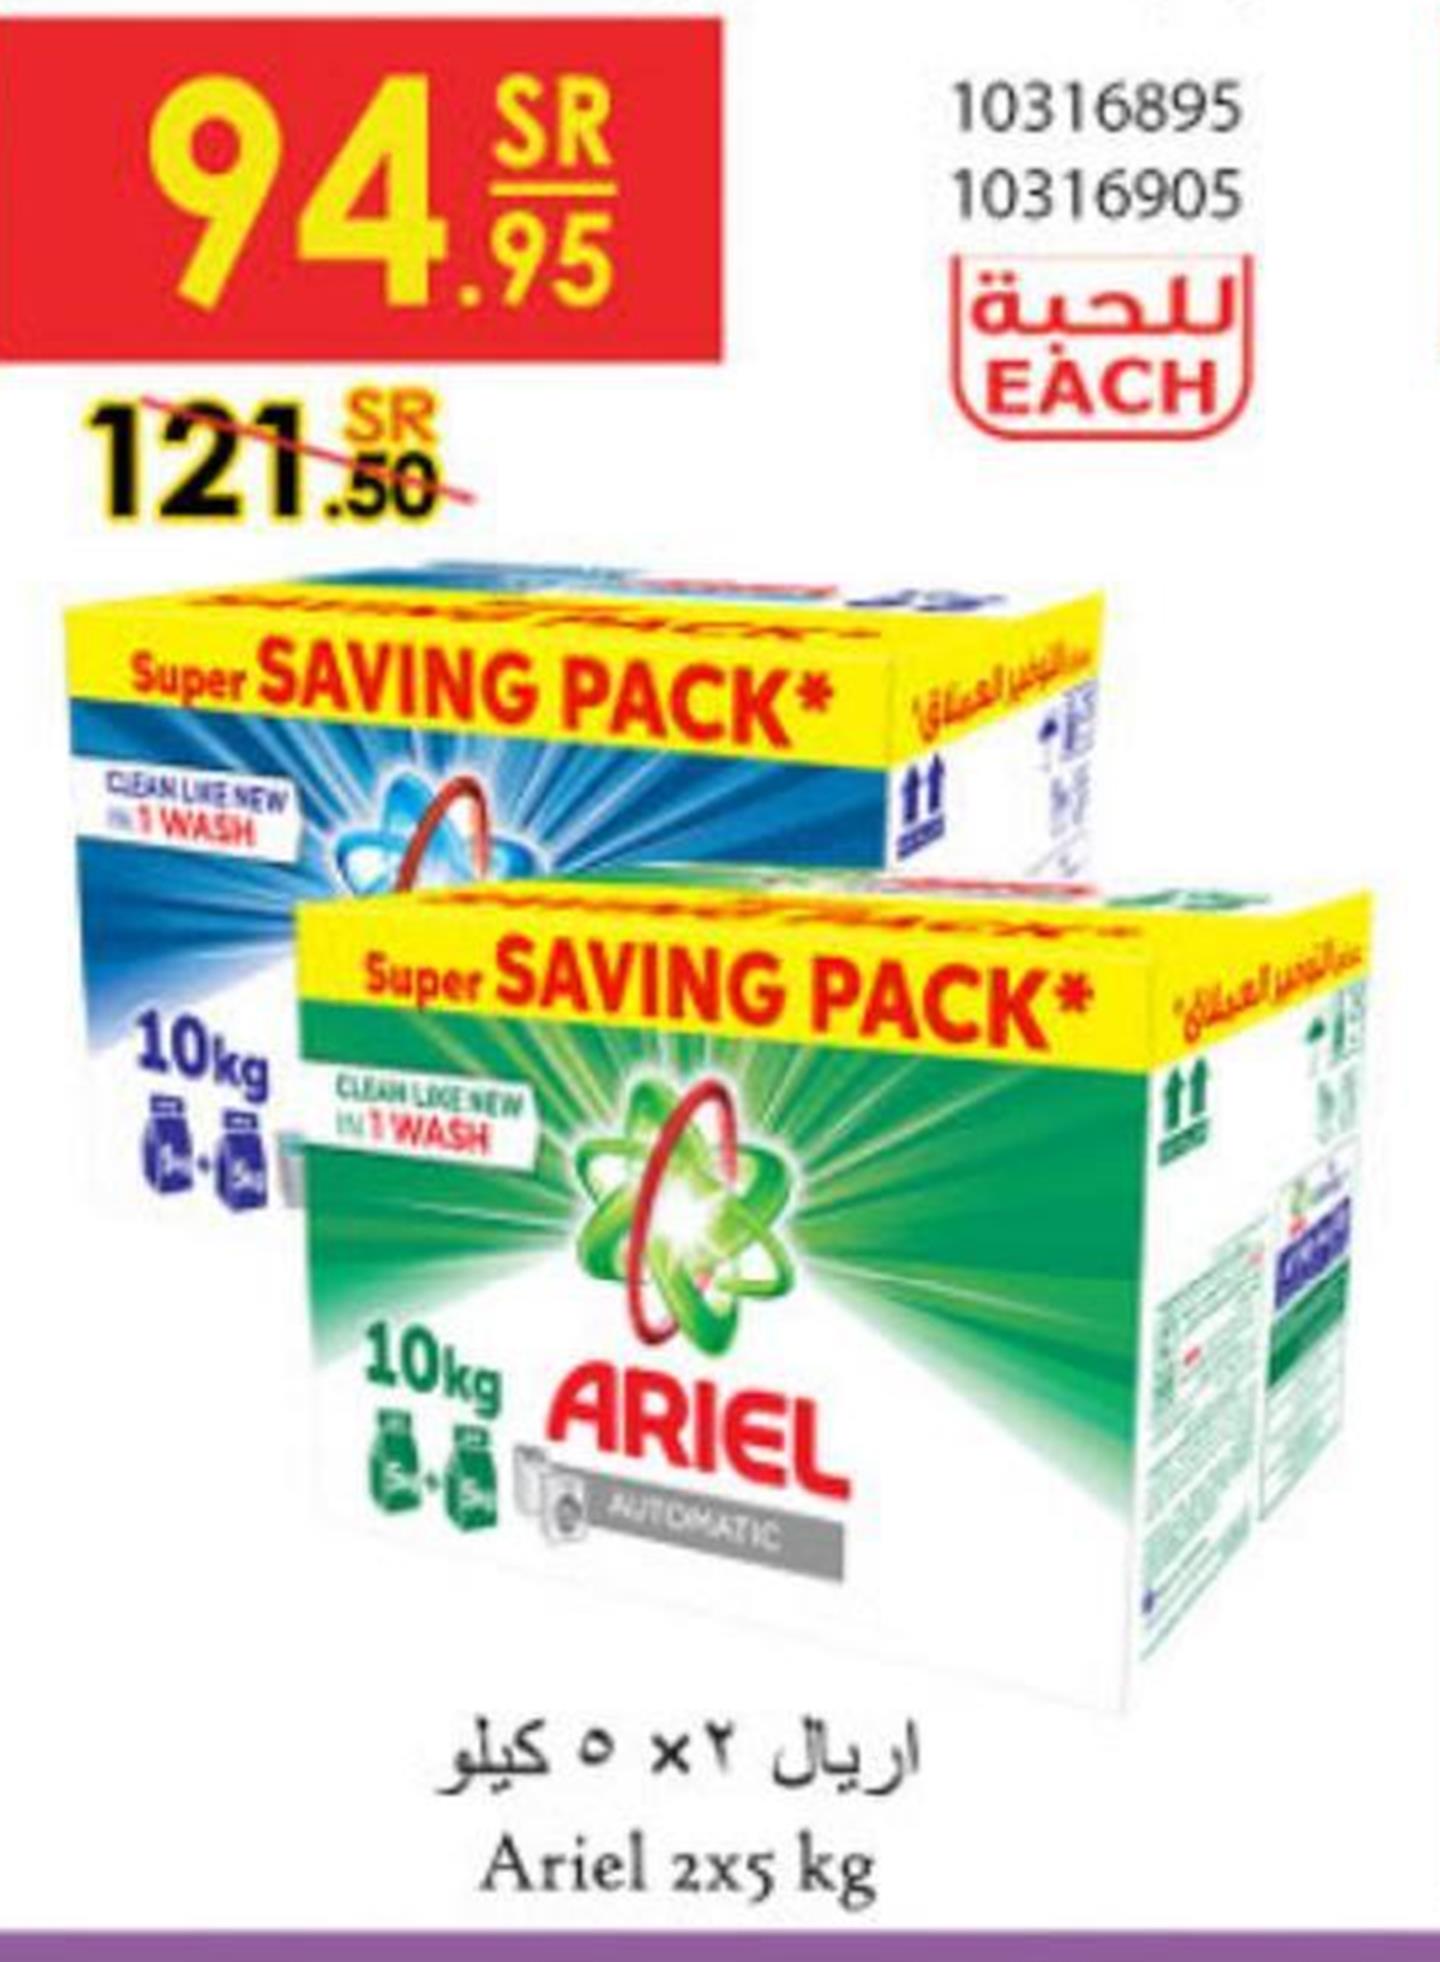 94.95 SR
10316895
10316905
للحبة
EACH
121.50 SR
Super SAVING PACK*
CLEAN LIKE NEW
IN 1 WASH
10kg
Super SAVING PACK*
CLEAN LIKE NEW
IN 1 WASH
10kg
ARIEL
AUTOMATIC
اريال ٢× ٥ كيلو
Ariel 2x5 kg